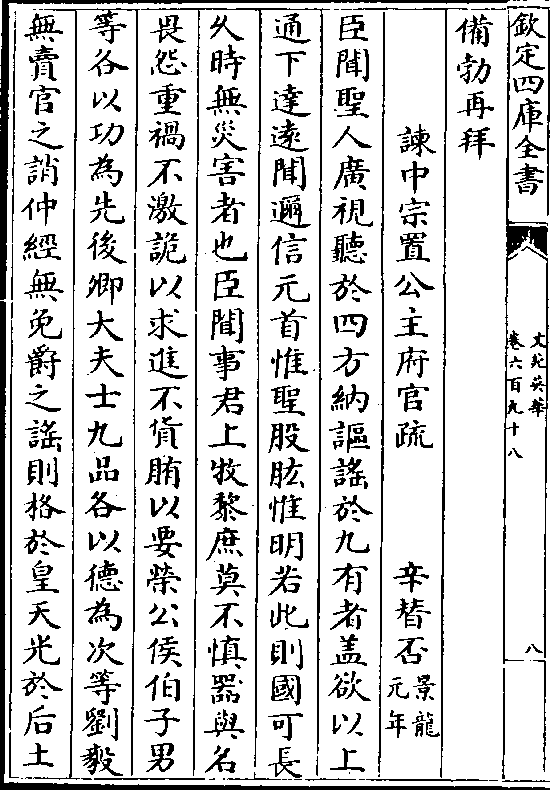 欽定四庫全書
文苑英華
卷六百九十八
八
備勃再拜
諫中宗置公主府官疏
辛替否
景龍
元年
臣聞聖人廣視聽於四方納謳謠於九有者盖欲以上
通下達遠聞邇信元首惟聖股肱惟明若此則國可長
乆時無災害者也臣聞事君上牧黎庶莫不慎器與名
畏怨重禍不激詭以求進不貨賄以要榮公侯伯子男
等各以功為先後卿大夫士九品各以德為次等劉毅
無賣官之誚仲經無免爵之謠則格於皇天光於后土